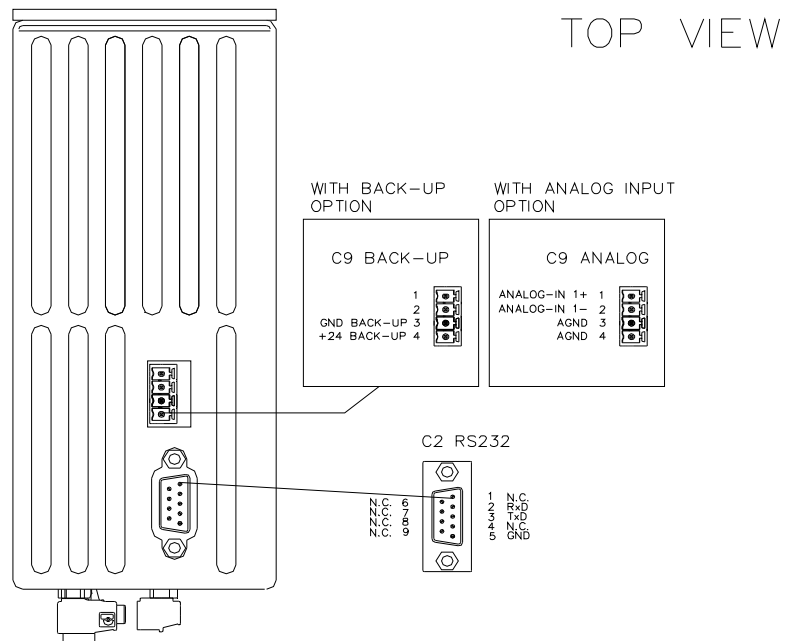 TOP VIEW
WITH BACK-UP
OPTION
WITH ANALOG INPUT
OPTION
C9 BACK-UP
1
2
GND BACK-UP 3
+24 BACK-UP 4
C9 ANALOG
ANALOG-IN 1+ 1
ANALOG-IN 1- 2
AGND 3
AGND 4
C2 RS232
N.C. 6
N.C. 7
N.C. 8
N.C. 9
1 N.C.
2 RxD
3 TxD
4 N.C.
5 GND